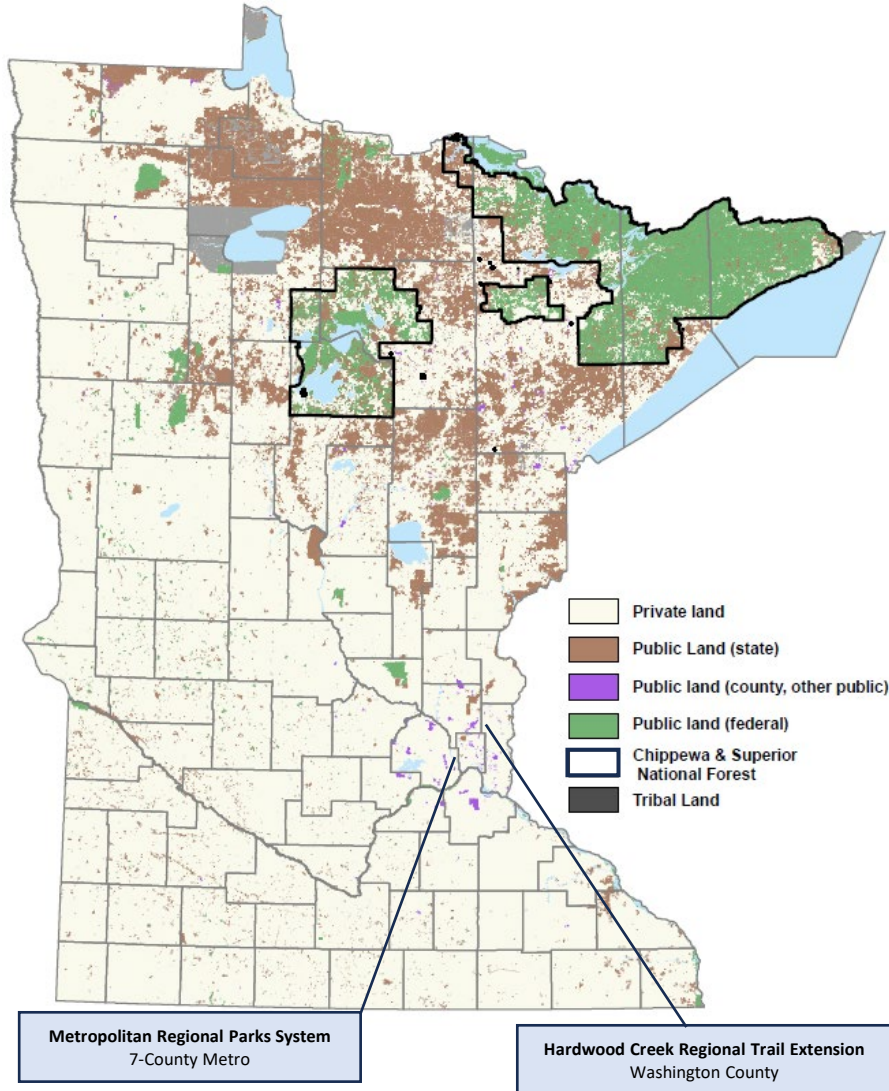 Private land
Public Land (state)
Public land (county, other public)
Public land (federal)
Chippewa & Superior
National Forest
Tribal Land
Metropolitan Regional Parks System
7-County Metro
Hardwood Creek Regional Trail Extension
Washington County